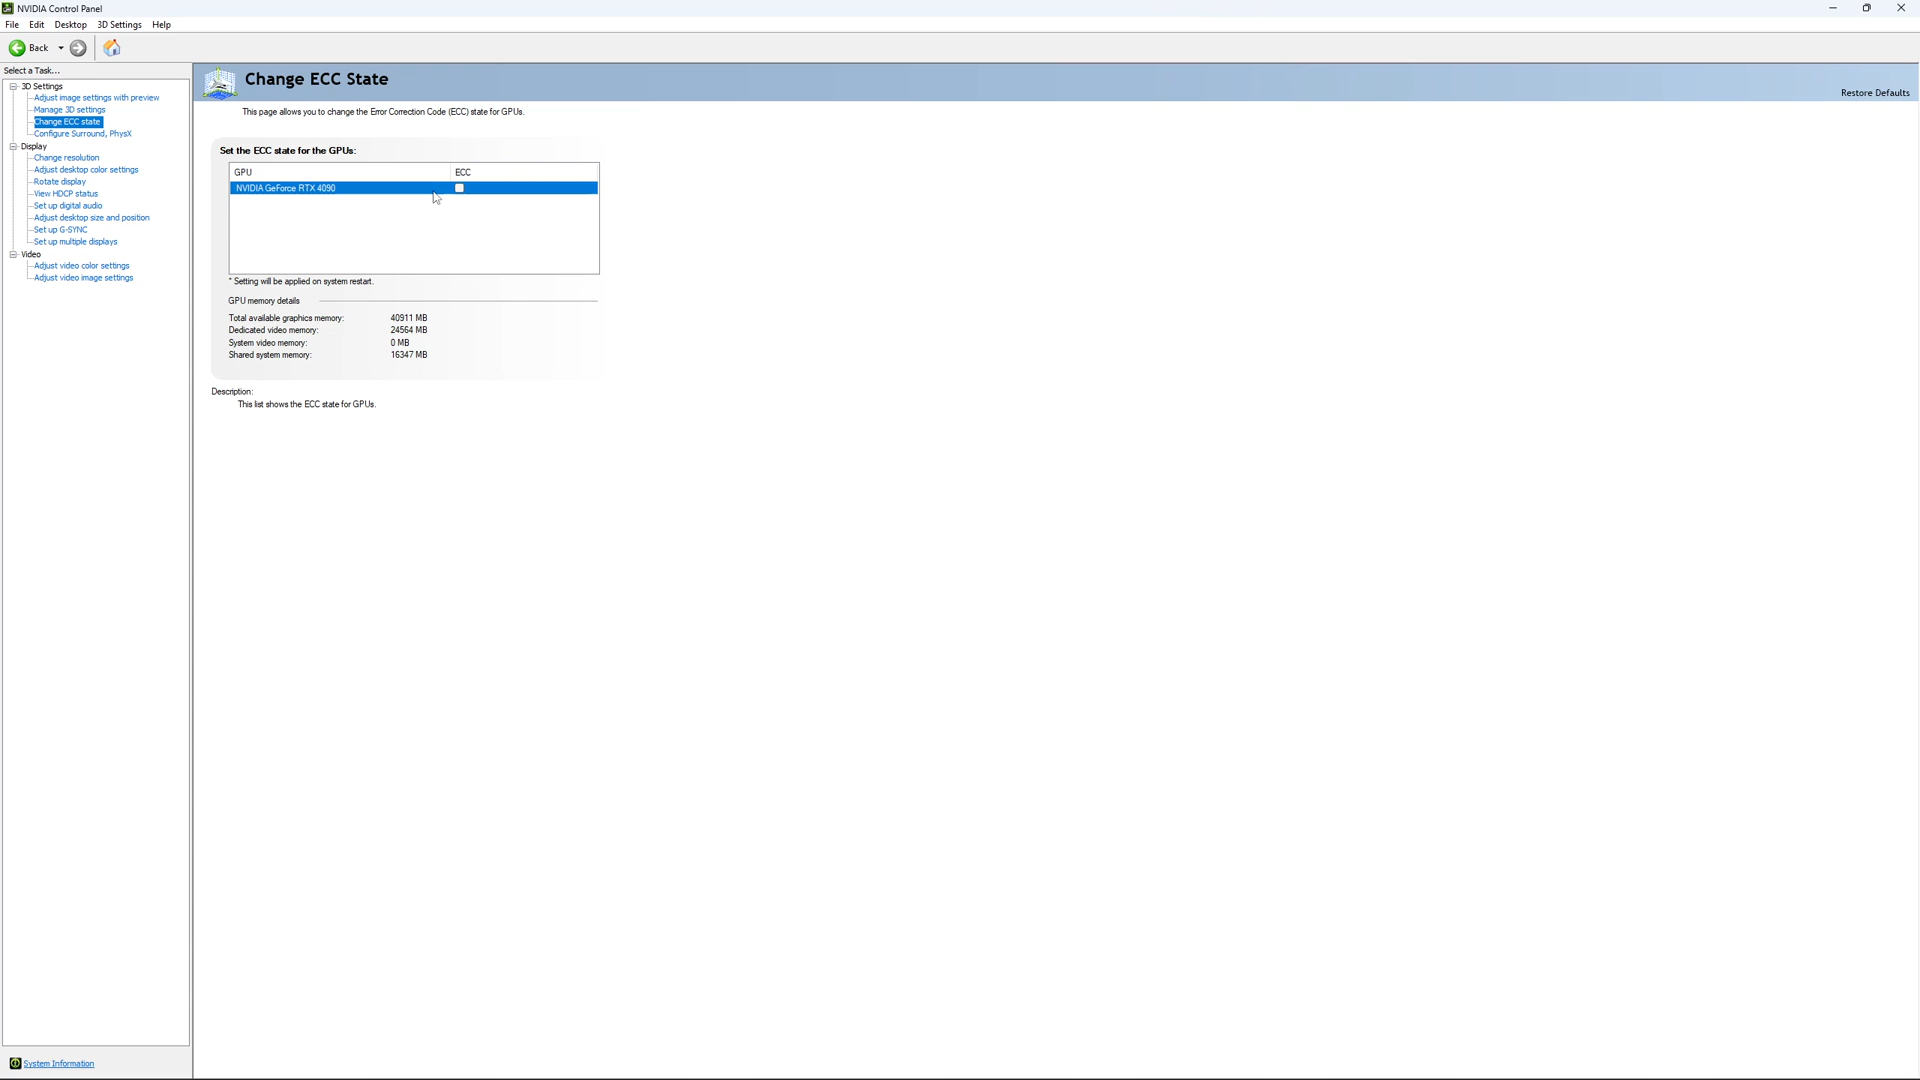 NVIDIA Control Panel
File Edit Desktop 3D Settings Help
Back
Select a Task...
3D Settings
Adjust image settings with preview
Manage 3D settings
Change ECC state
Configure Surround, PhysX
Display
Change resolution
Adjust desktop color settings
Rotate display
View HDCP status
Set up digital audio
Adjust desktop size and position
Set up G-SYNC
Set up multiple displays
Video
Adjust video color settings
Adjust video image settings
System Information
Change ECC State
Restore Defaults
This page allows you to change the Error Correction Code (ECC) state for GPUs.
Set the ECC state for the GPUs:
GPU ECC
NVIDIA GeForce RTX 4090
* Setting will be applied on system restart.
GPU memory details
Total available graphics memory: 40911 MB
Dedicated video memory: 24564 MB
System video memory: 0 MB
Shared system memory: 16347 MB
Description:
This list shows the ECC state for GPUs.